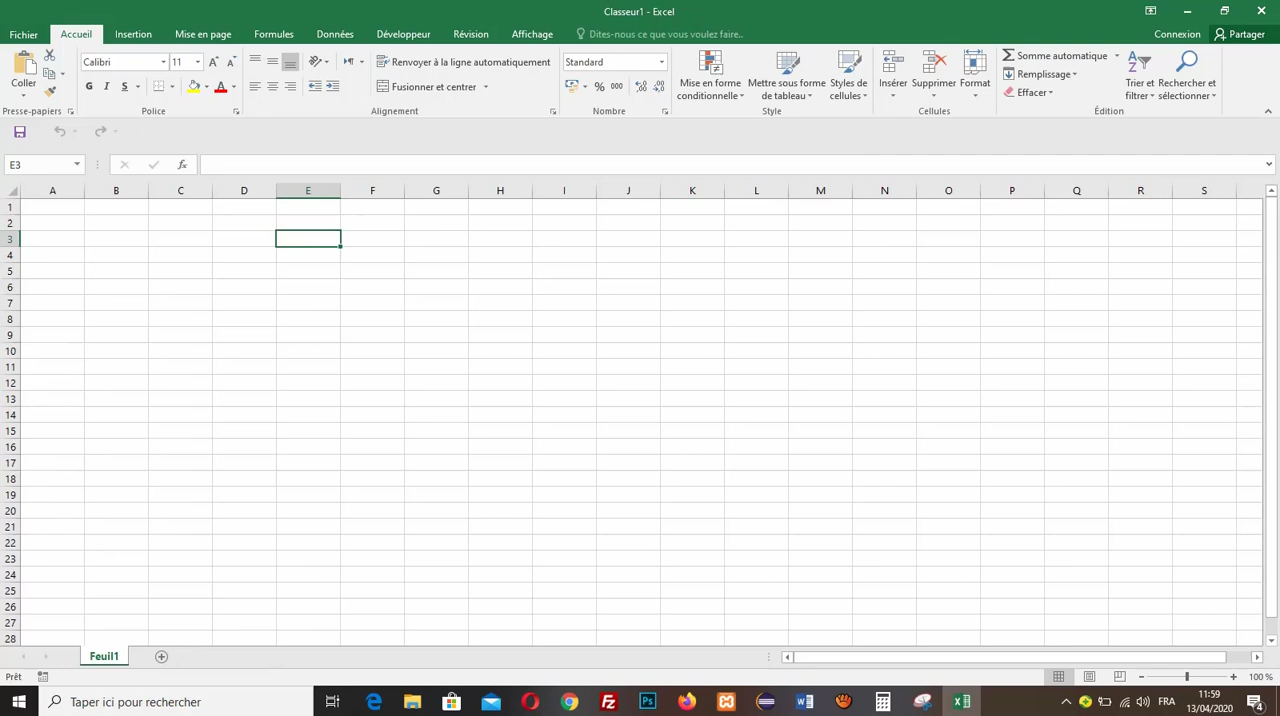 Classeur1 - Excel
Fichier Accueil Insertion Mise en page Formules Données Développeur Révision Affichage Dites-nous ce que vous voulez faire.. Connexion Partager
Calibri 11 Renvoyer à la ligne automatiquement Standard Somme automatique
Remplissage
Coller G I S A Fusionner et centrer % 000 Mise en forme conditionnelle Mettre sous forme de tableau Styles de cellules Insérer Supprimer Format Effacer Trier et filtrer Rechercher et sélectionner
Presse-papiers Police Alignement Nombre Style Cellules Édition
E3 fx
A B C D E F G H I J K L M N O P Q R S
1
2
3
4
5
6
7
8
9
10
11
12
13
14
15
16
17
18
19
20
21
22
23
24
25
26
27
28
Feuil1
Prêt 100 %
Taper ici pour rechercher FRA 11:59
13/04/2020